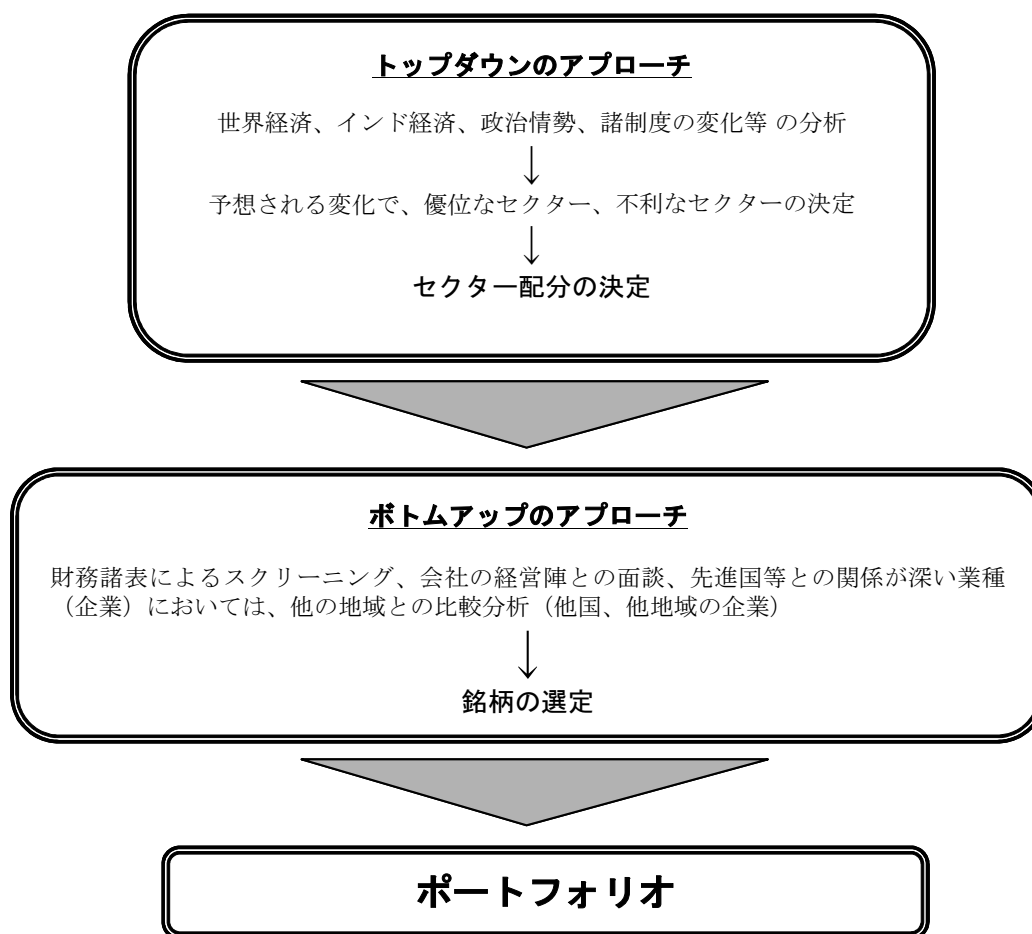 トップダウンのアプローチ
世界経済、インド経済、政治情勢、諸制度の変化等 の分析
↓
予想される変化で、優位なセクター、不利なセクターの決定
↓
セクター配分の決定
ボトムアップのアプローチ
財務諸表によるスクリーニング、会社の経営陣との面談、先進国等との関係が深い業種
（企業）においては、他の地域との比較分析（他国、他地域の企業）
↓
銘柄の選定
ポートフォリオ